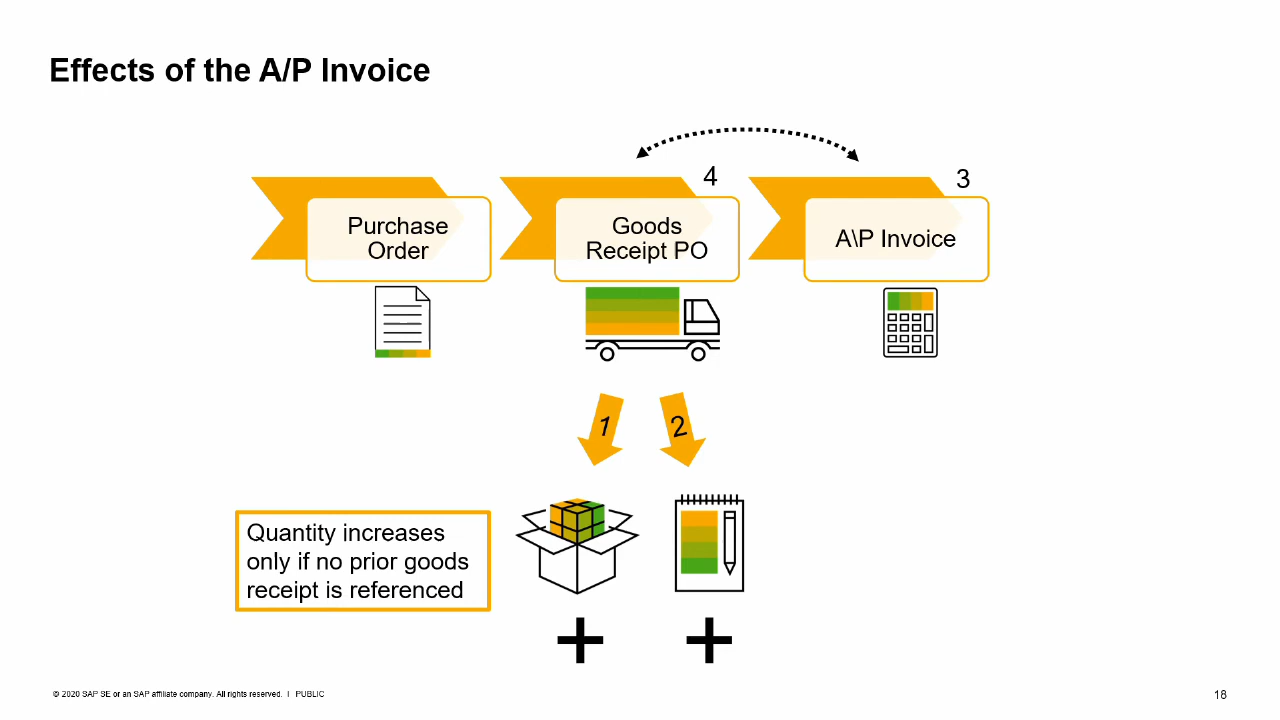 Effects of the A/P Invoice
4
3
Purchase
Order
Goods
Receipt PO
A\P Invoice
1
2
Quantity increases
only if no prior goods
receipt is referenced
© 2020 SAP SE or an SAP affiliate company. All rights reserved. I PUBLIC
18